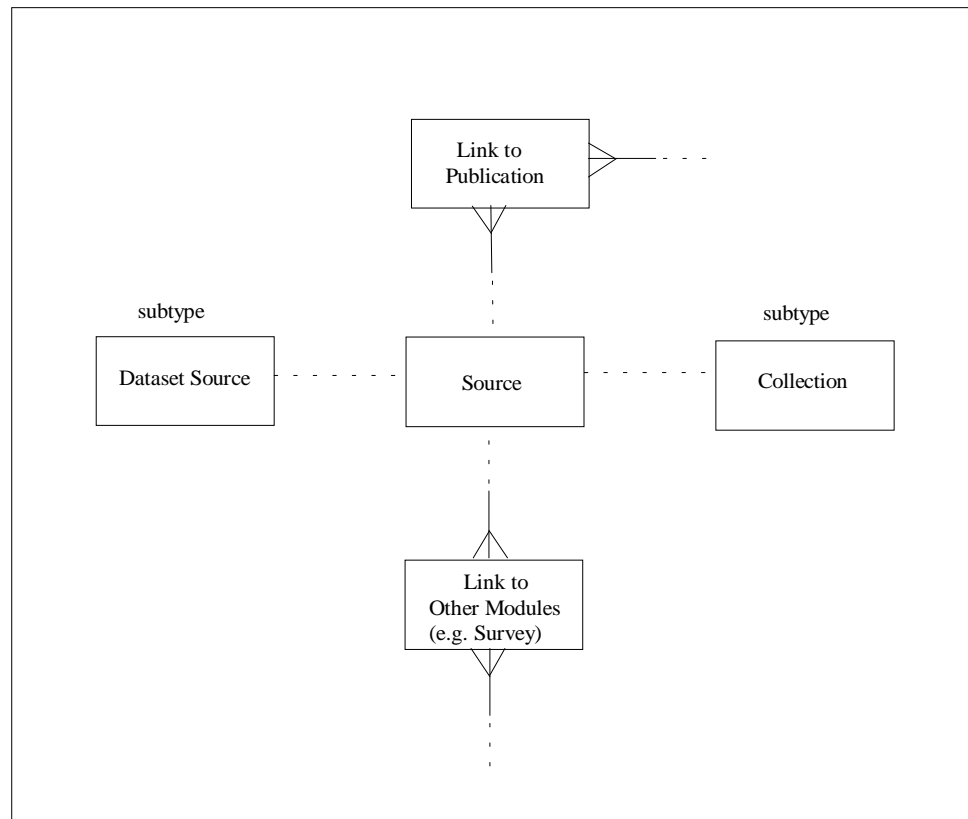 Link to
Publication
subtype
subtype
Dataset Source
Source
Collection
Link to
Other Modules
(e.g. Survey)